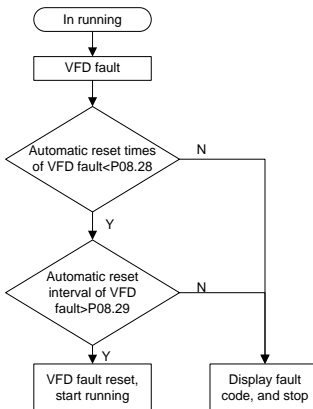 In running
VFD fault
Automatic reset times
of VFD fault<P08.28
N
Y
Automatic reset
interval of VFD
fault>P08.29
N
Y
VFD fault reset,
start running
Display fault
code, and stop